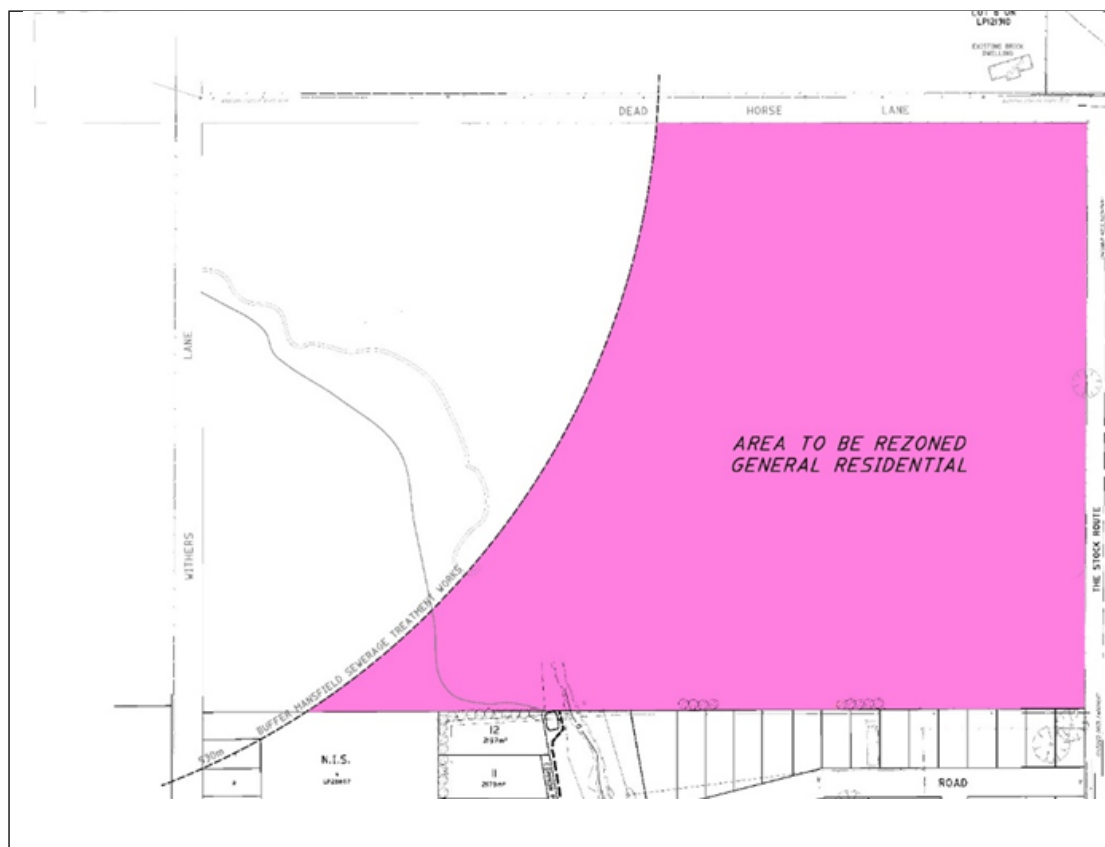 LOT 6 ON
LP121910
EXISTING BRICK
DWELLING
DEAD HORSE LANE
WITHERS LANE
AREA TO BE REZONED
GENERAL RESIDENTIAL
THE STOCK ROUTE
BUFFER MANSFIELD SEWERAGE TREATMENT WORKS
530m
N.I.S.
12
11
ROAD